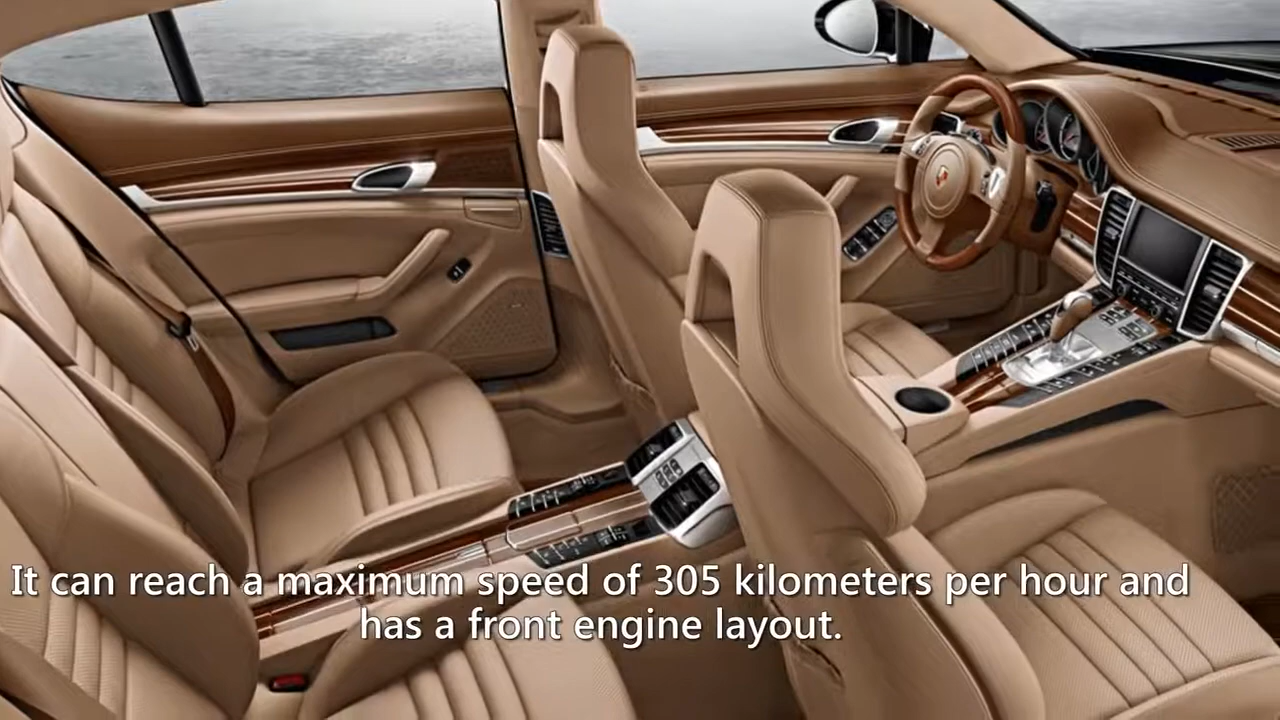 It can reach a maximum speed of 305 kilometers per hour and
has a front engine layout.